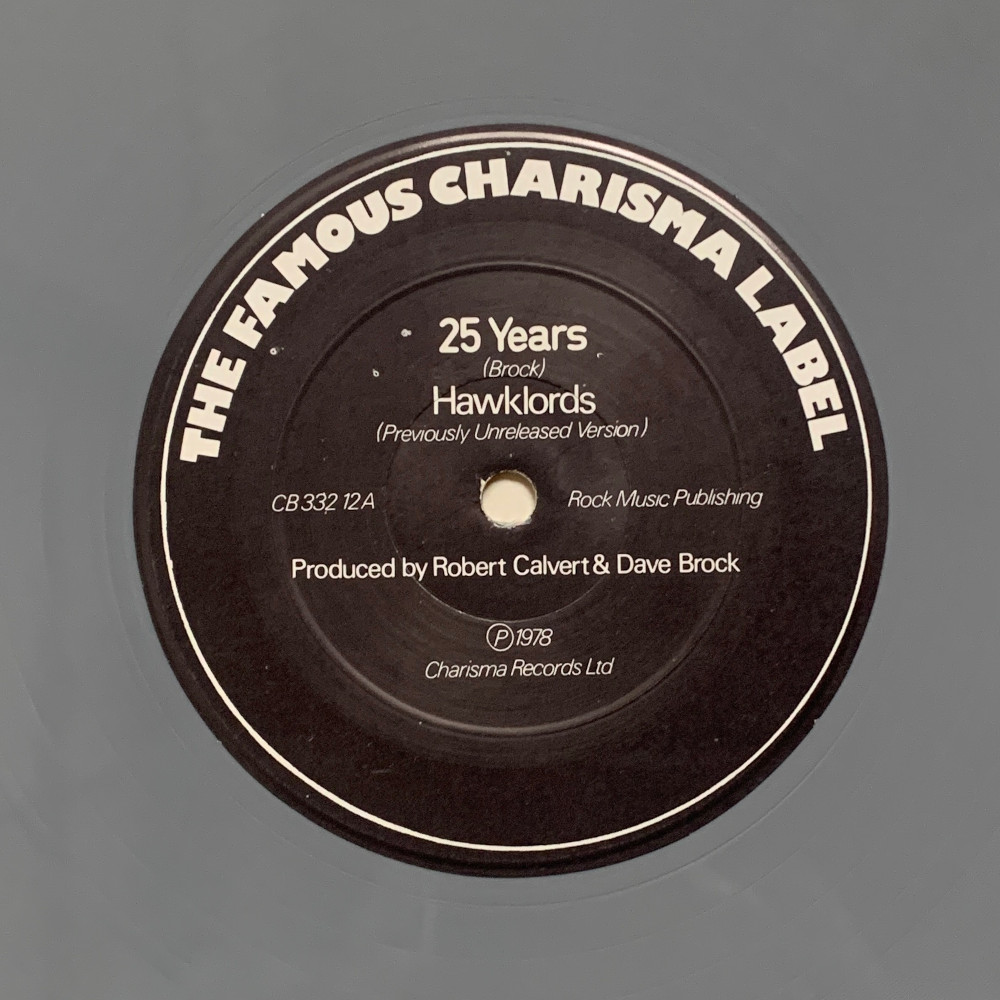 THE FAMOUS CHARISMA LABEL
25 Years
(Brock)
Hawklords
(Previously Unreleased Version)
CB 332 12A
Rock Music Publishing
Produced by Robert Calvert & Dave Brock
Ⓟ 1978
Charisma Records Ltd